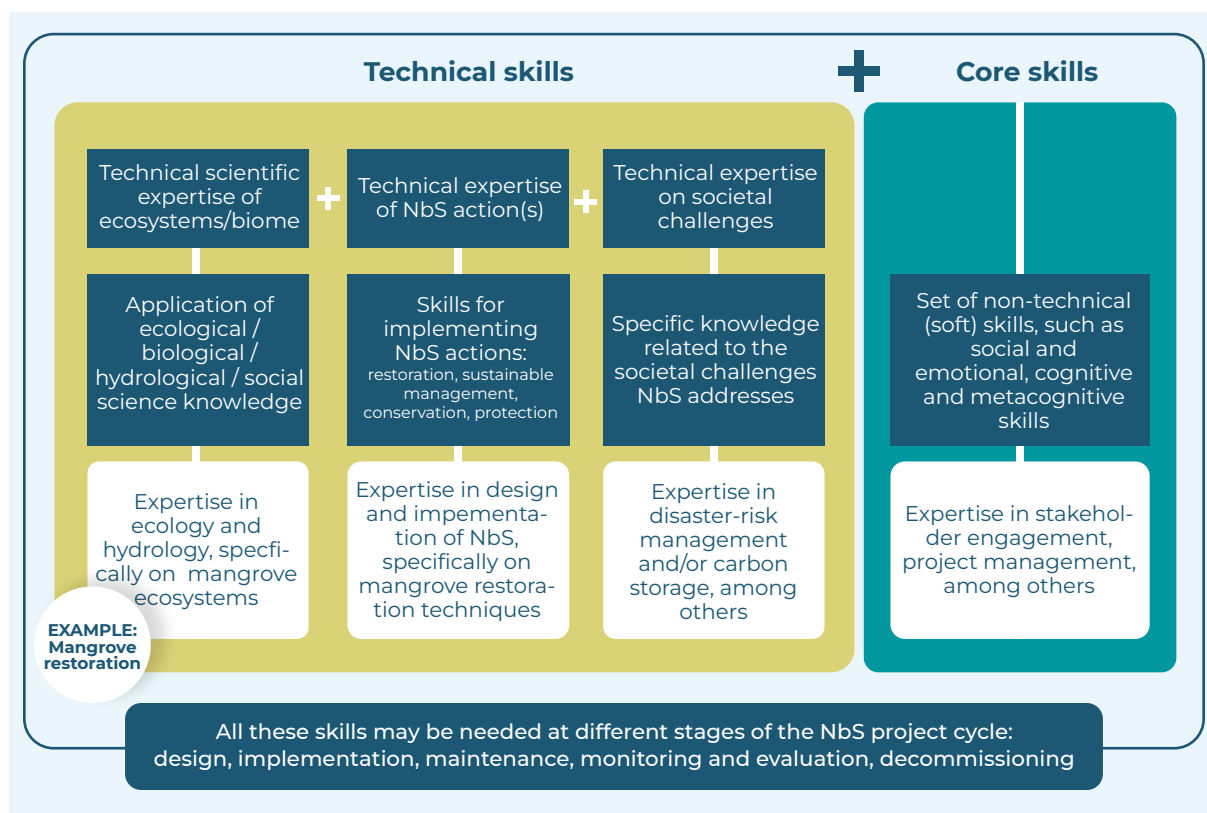 Technical skills
Core skills
Technical scientific
expertise of
ecosystems/biome
Technical expertise
of NbS action(s)
Technical expertise
on societal
challenges
Application of
ecological /
biological /
hydrological / social
science knowledge
Skills for
implementing
NbS actions:
restoration, sustainable
management,
conservation, protection
Specific knowledge
related to the
societal challenges
NbS addresses
Set of non-technical
(soft) skills, such as
social and
emotional, cognitive
and metacognitive
skills
Expertise in
ecology and
hydrology, specfi-
cally on mangrove
ecosystems
Expertise in design
and impementa-
tion of NbS,
specifically on
mangrove restora-
tion techniques
Expertise in
disaster-risk
management
and/or carbon
storage, among
others
Expertise in stakehol-
der engagement,
project management,
among others
EXAMPLE:
Mangrove
restoration
All these skills may be needed at different stages of the NbS project cycle:
design, implementation, maintenance, monitoring and evaluation, decommissioning